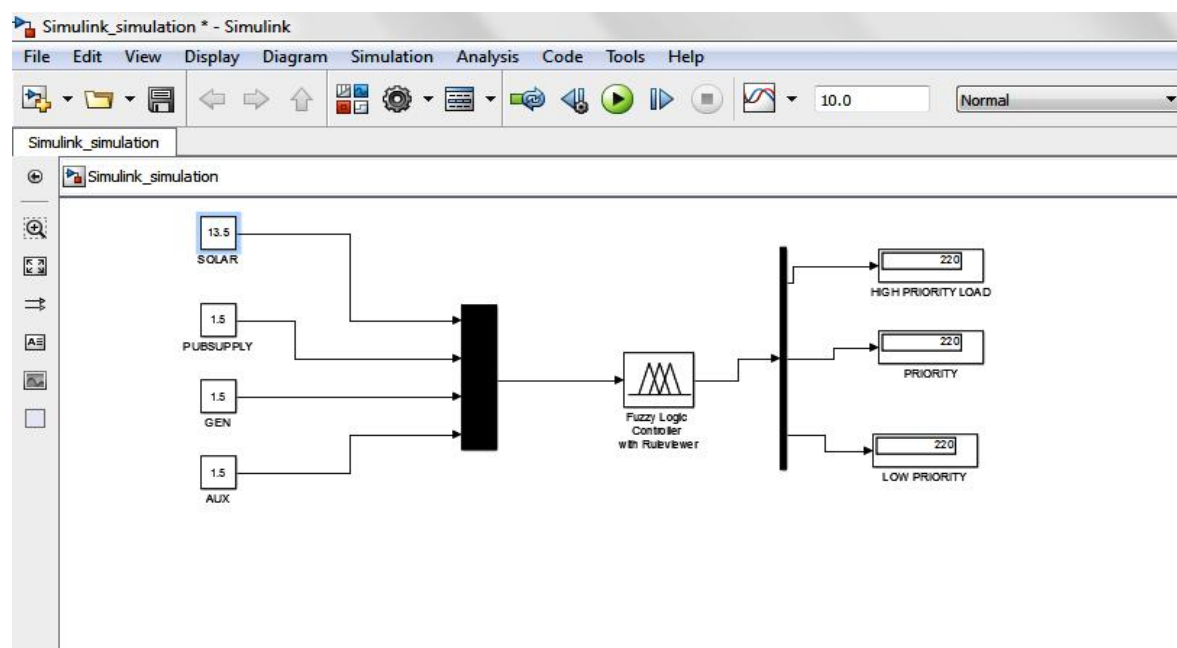 Simulink_simulation * - Simulink
File Edit View Display Diagram Simulation Analysis Code Tools Help
10.0 Normal
Simulink_simulation
Simulink_simulation
13.5
SOLAR
1.5
PUBSUPPLY
1.5
GEN
1.5
AUX
Fuzzy Logic
Controller
with Ruleviewer
220
HIGH PRIORITY LOAD
220
PRIORITY
220
LOW PRIORITY